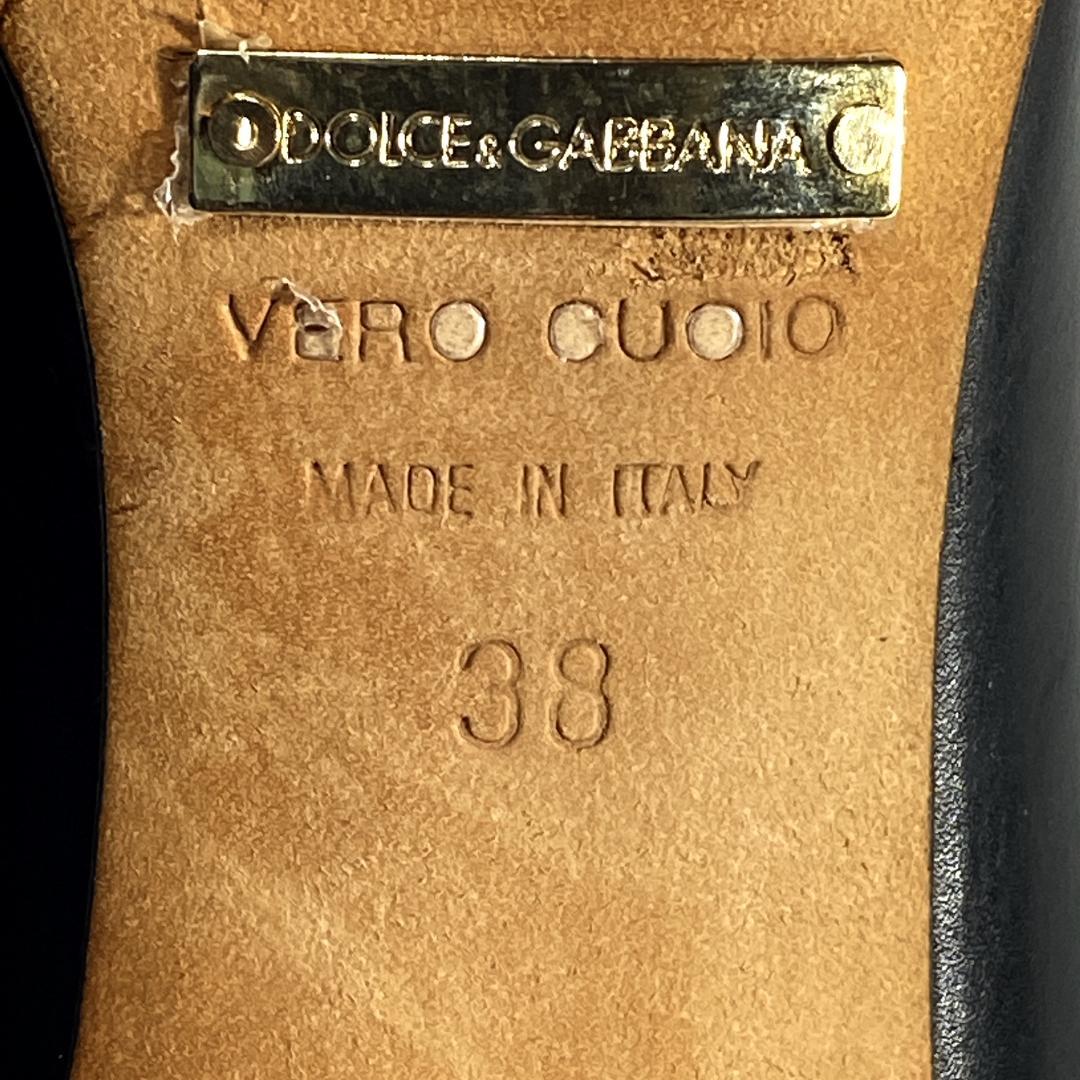 DOLCE&GABBANA
VERO CUOIO
MADE IN ITALY
38